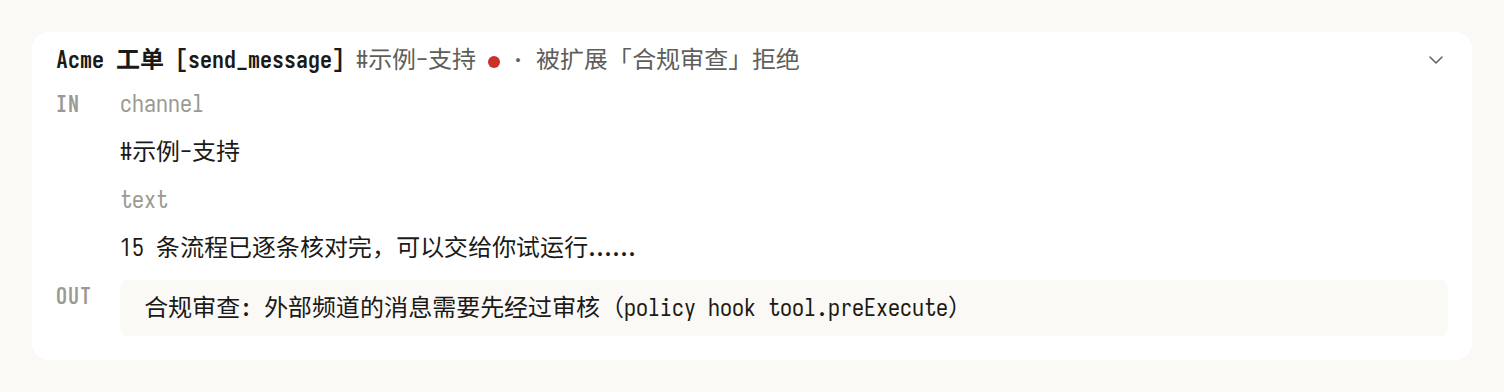 Acme 工单 [send_message] #示例-支持 · 被扩展「合规审查」拒绝
IN channel
#示例-支持
text
15 条流程已逐条核对完，可以交给你试运行……
OUT 合规审查: 外部频道的消息需要先经过审核（policy hook tool.preExecute）